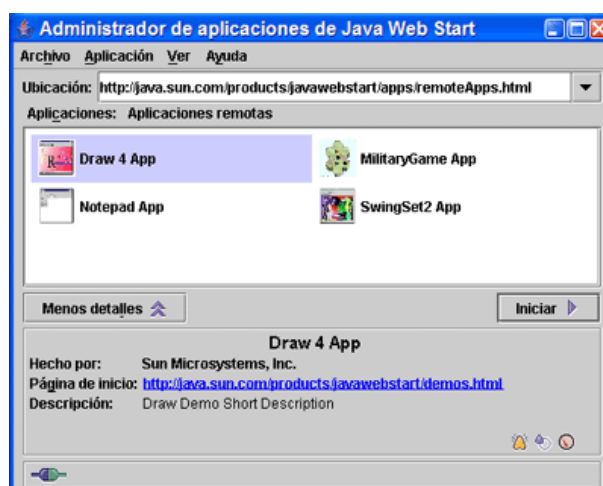 Administrador de aplicaciones de Java Web Start
Archivo Aplicación Ver Ayuda
Ubicación: http://java.sun.com/products/javawebstart/apps/remoteApps.html
Aplicaciones: Aplicaciones remotas
Draw 4 App MilitaryGame App
Notepad App SwingSet2 App
Menos detalles Iniciar
Draw 4 App
Hecho por: Sun Microsystems, Inc.
Página de inicio: http://java.sun.com/products/javawebstart/demos.html
Descripción: Draw Demo Short Description